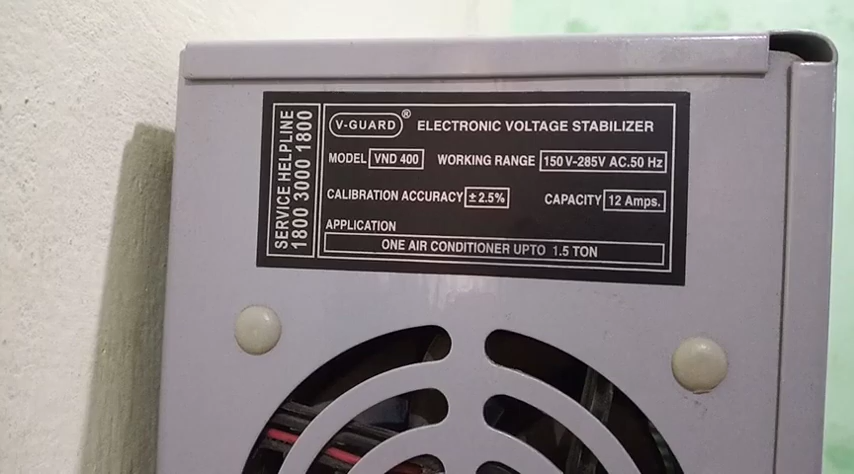 SERVICE HELPLINE
1800 3000 1800
V-GUARD® ELECTRONIC VOLTAGE STABILIZER
MODEL VND 400 WORKING RANGE 150 V-285V AC.50 Hz
CALIBRATION ACCURACY ± 2.5% CAPACITY 12 Amps.
APPLICATION
ONE AIR CONDITIONER UPTO 1.5 TON